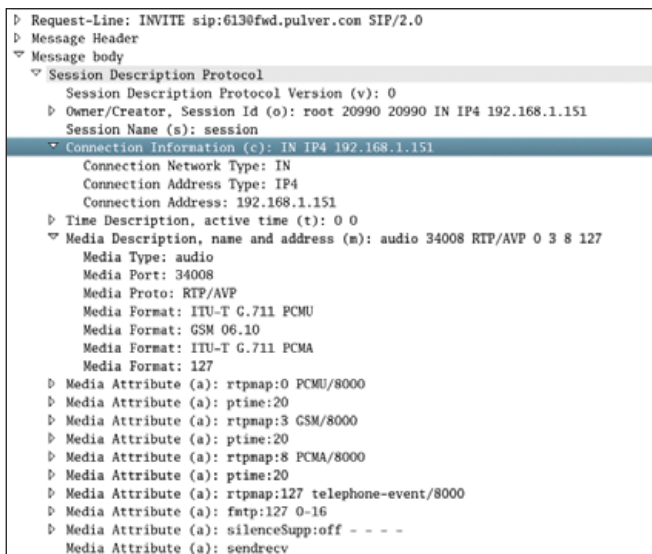 Request-Line: INVITE sip:613@fwd.pulver.com SIP/2.0
Message Header
Message body
Session Description Protocol
Session Description Protocol Version (v): 0
Owner/Creator, Session Id (o): root 20990 20990 IN IP4 192.168.1.151
Session Name (s): session
Connection Information (c): IN IP4 192.168.1.151
Connection Network Type: IN
Connection Address Type: IP4
Connection Address: 192.168.1.151
Time Description, active time (t): 0 0
Media Description, name and address (m): audio 34008 RTP/AVP 0 3 8 127
Media Type: audio
Media Port: 34008
Media Proto: RTP/AVP
Media Format: ITU-T G.711 PCMU
Media Format: GSM 06.10
Media Format: ITU-T G.711 PCMA
Media Format: 127
Media Attribute (a): rtpmap:0 PCMU/8000
Media Attribute (a): ptime:20
Media Attribute (a): rtpmap:3 GSM/8000
Media Attribute (a): ptime:20
Media Attribute (a): rtpmap:8 PCMA/8000
Media Attribute (a): ptime:20
Media Attribute (a): rtpmap:127 telephone-event/8000
Media Attribute (a): fmtp:127 0-16
Media Attribute (a): silenceSupp:off - - - -
Media Attribute (a): sendrecv